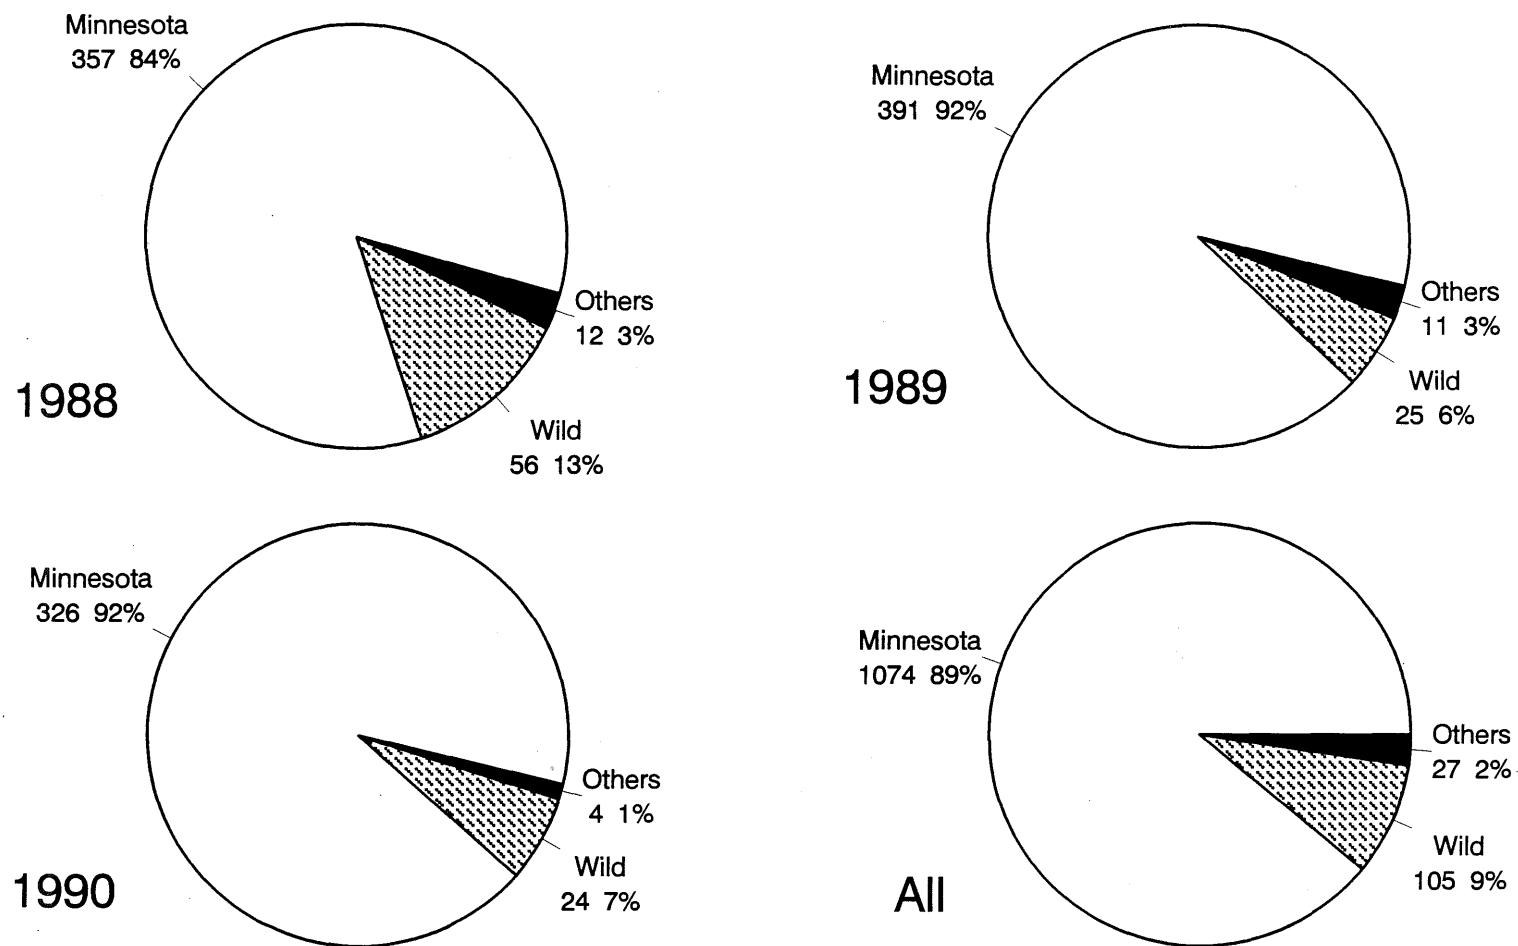 Minnesota
357 84%
Others
12 3%
Wild
56 13%
1988
Minnesota
391 92%
Others
11 3%
Wild
25 6%
1989
Minnesota
326 92%
Others
4 1%
Wild
24 7%
1990
Minnesota
1074 89%
Others
27 2%
Wild
105 9%
All